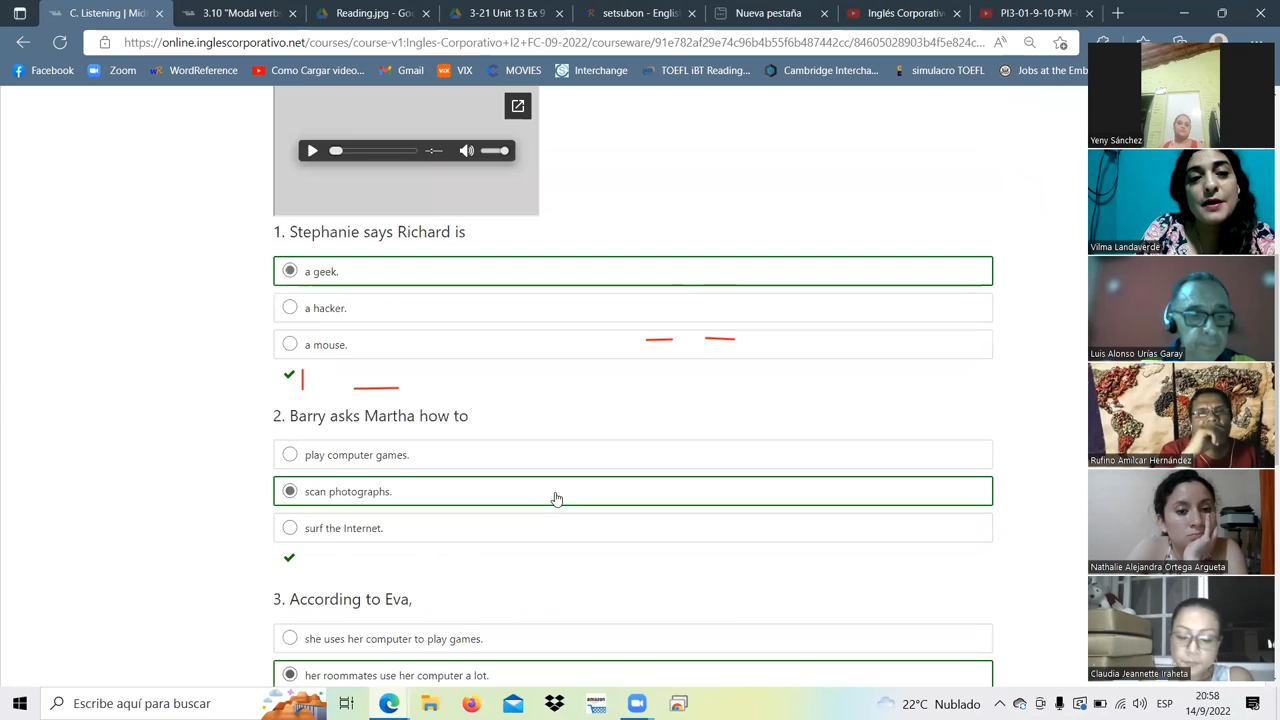 C. Listening | Mid
3.10 "Modal verb
Reading.jpg - Go
3-21 Unit 13 Ex 9
setsubon - Englis
Nueva pestaña
Inglés Corporativ
PI3-01-9-10-PM-
https://online.inglescorporativo.net/courses/course-v1:Ingles-Corporativo+I2+FC-09-2022/courseware/91e782af29e74c96b4b55f6b487442cc/84605028903b4f5e824c...
Facebook
Zoom
WordReference
Como Cargar video...
Gmail
VIX
MOVIES
Interchange
TOEFL iBT Reading...
Cambridge Intercha...
simulacro TOEFL
Jobs at the Emb
1. Stephanie says Richard is
a geek.
a hacker.
a mouse.
2. Barry asks Martha how to
play computer games.
scan photographs.
surf the Internet.
3. According to Eva,
she uses her computer to play games.
her roommates use her computer a lot.
Yeny Sánchez
Vilma Landaverde
Luis Alonso Urías Garay
Rufino Amilcar Hernández
Nathalie Alejandra Ortega Argueta
Claudia Jeannette Iraheta
Escribe aquí para buscar
22°C Nublado
ESP
20:58
14/9/2022